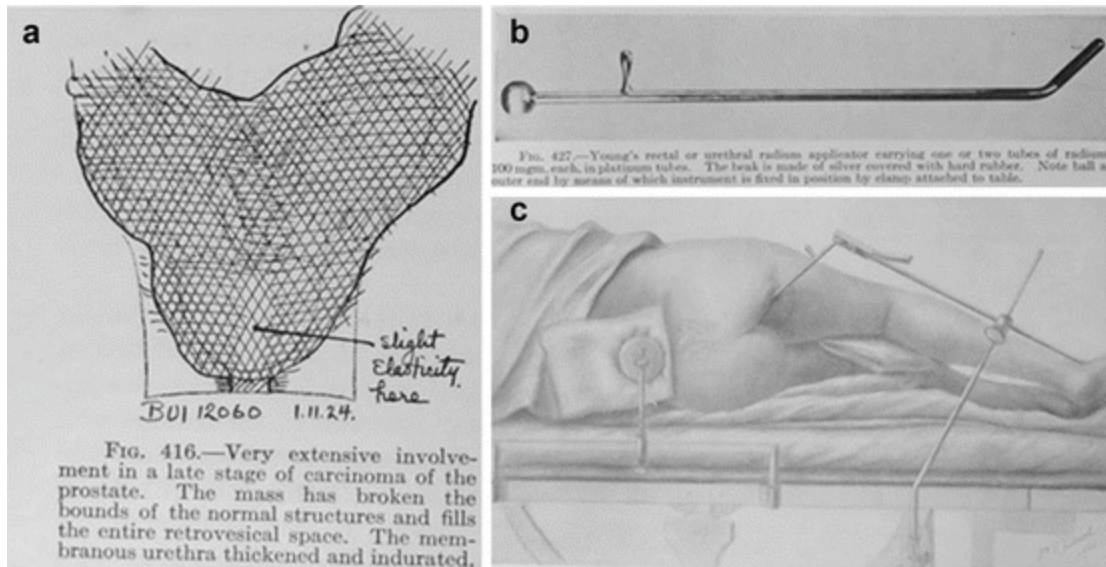 a
slight
Elasticity
here
BUI 12060 1.11.24.
FIG. 416.—Very extensive involve-
ment in a late stage of carcinoma of the
prostate. The mass has broken the
bounds of the normal structures and fills
the entire retrovesical space. The mem-
branous urethra thickened and indurated.
b
FIG. 427.—Young's rectal or urethral radium applicator carrying one or two tubes of radium
100 mgm. each, in platinum tubes. The beak is made of silver covered with hard rubber. Note ball a
outer end by means of which instrument is fixed in position by clamp attached to table.
c